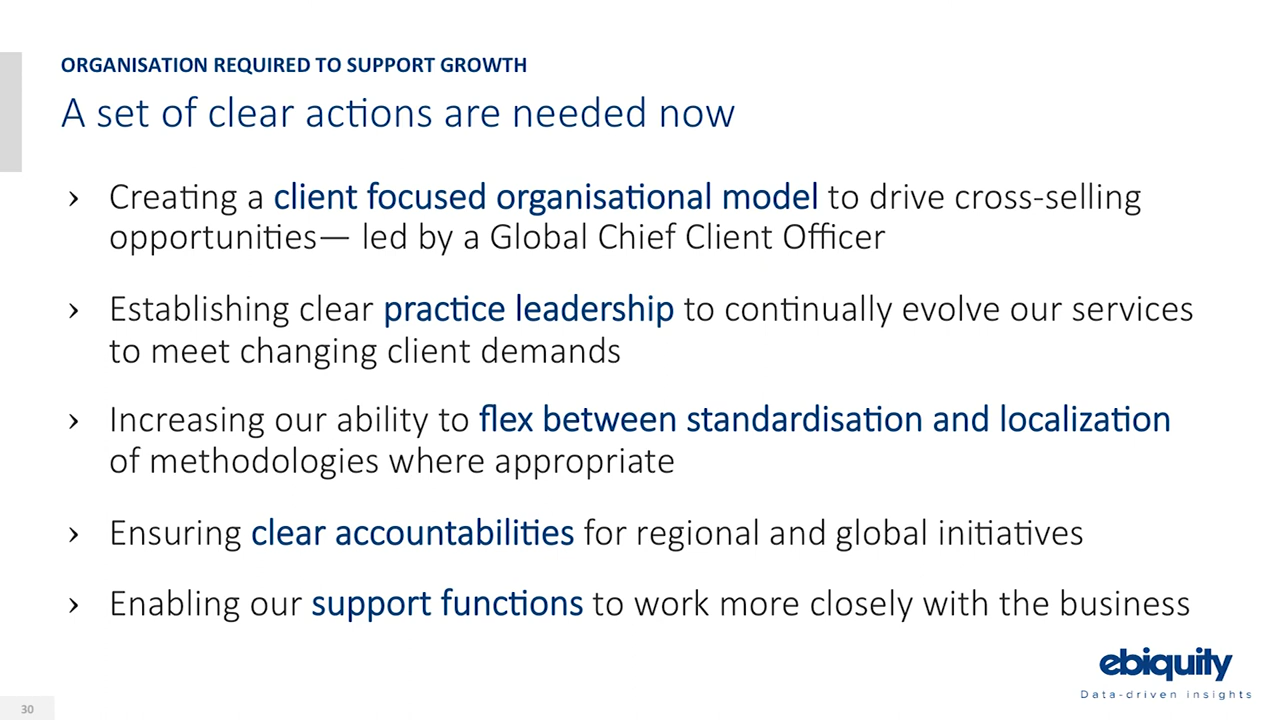 ORGANISATION REQUIRED TO SUPPORT GROWTH
A set of clear actions are needed now
› Creating a client focused organisational model to drive cross-selling
opportunities— led by a Global Chief Client Officer
› Establishing clear practice leadership to continually evolve our services
to meet changing client demands
› Increasing our ability to flex between standardisation and localization
of methodologies where appropriate
› Ensuring clear accountabilities for regional and global initiatives
› Enabling our support functions to work more closely with the business
ebiquity
Data-driven insights
30